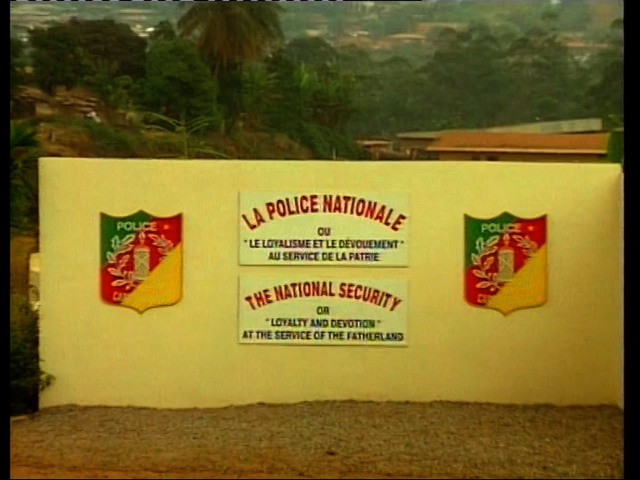 LA POLICE NATIONALE
OU
" LE LOYALISME ET LE DÉVOUEMENT "
AU SERVICE DE LA PATRIE
THE NATIONAL SECURITY
OR
" LOYALTY AND DEVOTION "
AT THE SERVICE OF THE FATHERLAND
POLICE
POLICE